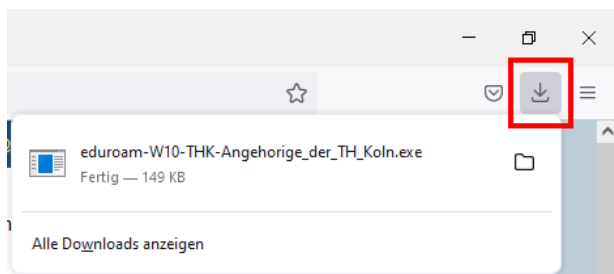 eduroam-W10-THK-Angehorige_der_TH_Koln.exe
Fertig — 149 KB
Alle Downloads anzeigen